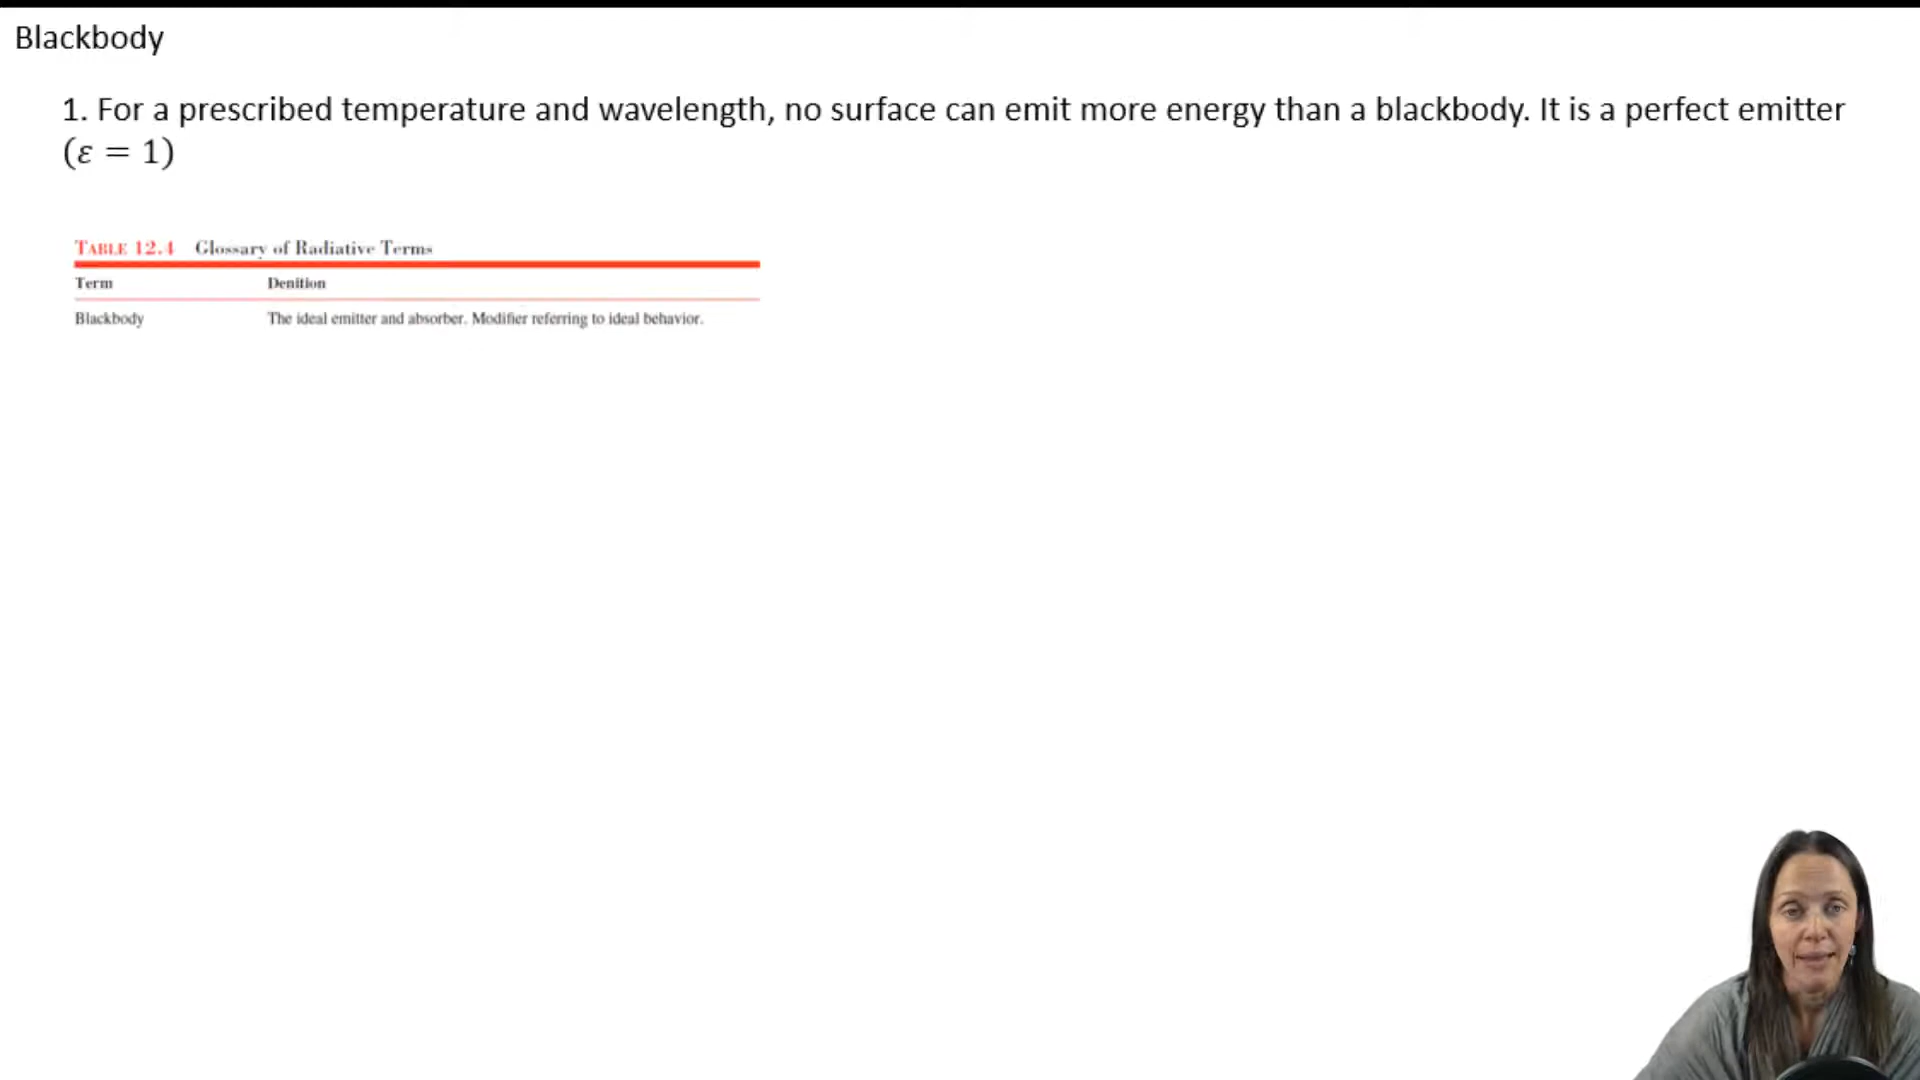 Blackbody
1. For a prescribed temperature and wavelength, no surface can emit more energy than a blackbody. It is a perfect emitter
(ε = 1)
TABLE 12.4 Glossary of Radiative Terms
Term Denition
Blackbody The ideal emitter and absorber. Modifier referring to ideal behavior.